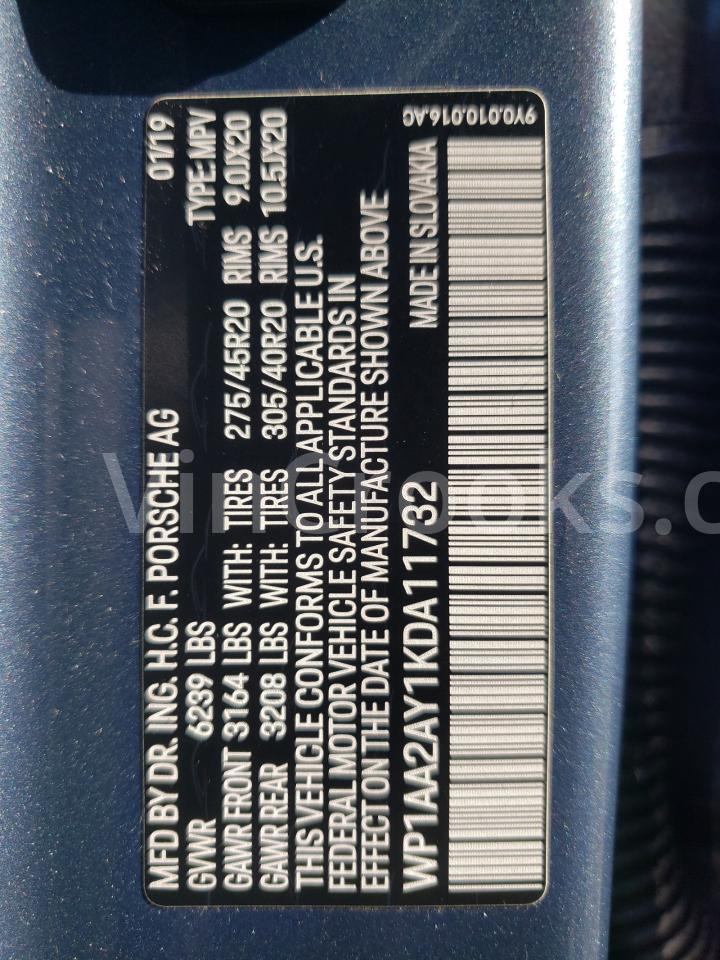 MFD BY DR. ING. H.C. F. PORSCHE AG 01/19
GVWR 6239 LBS TYPE:MPV
GAWR FRONT 3164 LBS WITH: TIRES 275/45R20 RIMS 9.0JX20
GAWR REAR 3208 LBS WITH: TIRES 305/40R20 RIMS 10.5JX20
THIS VEHICLE CONFORMS TO ALL APPLICABLE U.S.
FEDERAL MOTOR VEHICLE SAFETY STANDARDS IN
EFFECT ON THE DATE OF MANUFACTURE SHOWN ABOVE
WP1AA2AY1KDA11732 MADE IN SLOVAKIA
9Y0.010.016.AC